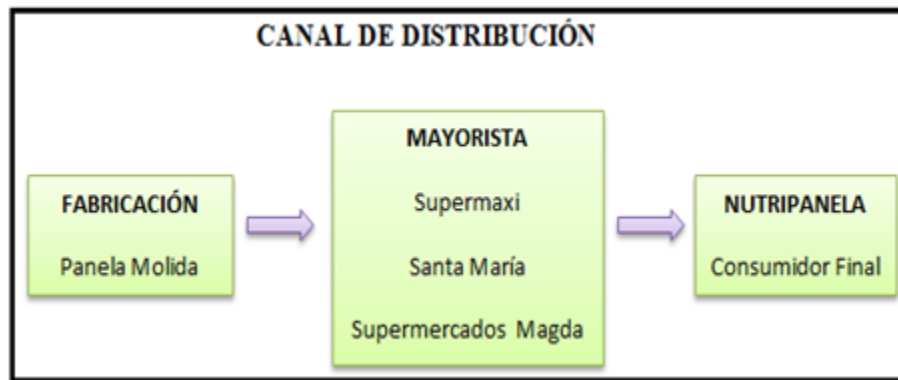 CANAL DE DISTRIBUCIÓN
FABRICACIÓN
Panela Molida
MAYORISTA
Supermaxi
Santa María
Supermercados Magda
NUTRIPANELA
Consumidor Final